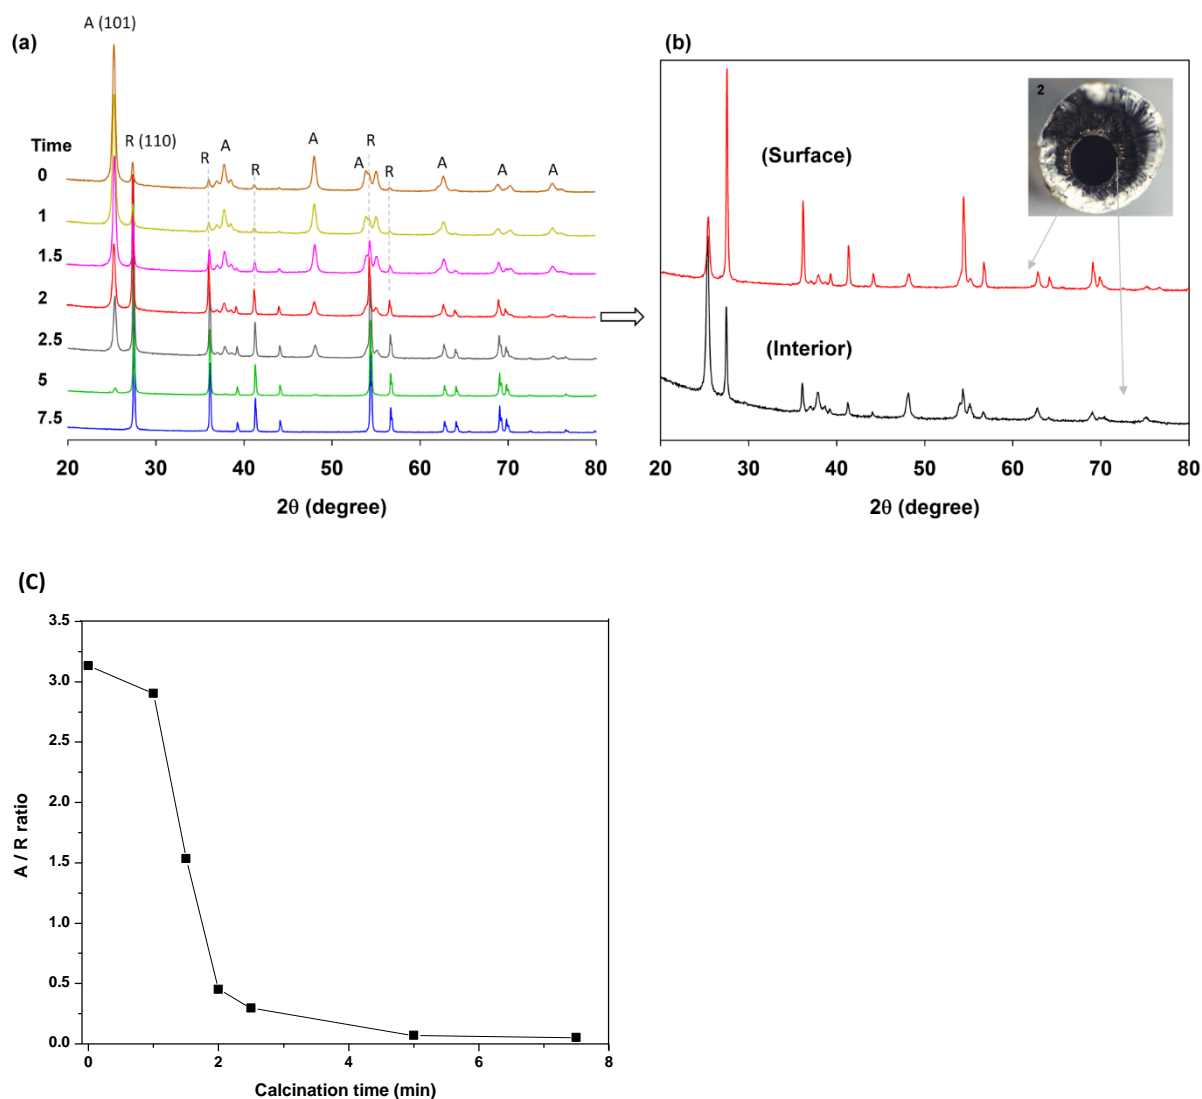 A (101)
(a)
R (110)
Time
A
A
R
A
R
R
R
A
A
A
0
1
1.5
2
2.5
5
7.5
20 30 40 50 60 70 80
2θ (degree)
(b)
2
(Surface)
(Interior)
20 30 40 50 60 70 80
2θ (degree)
(C)
3.5
3.0
2.5
2.0
1.5
1.0
0.5
0.0
A / R ratio
0 2 4 6 8
Calcination time (min)